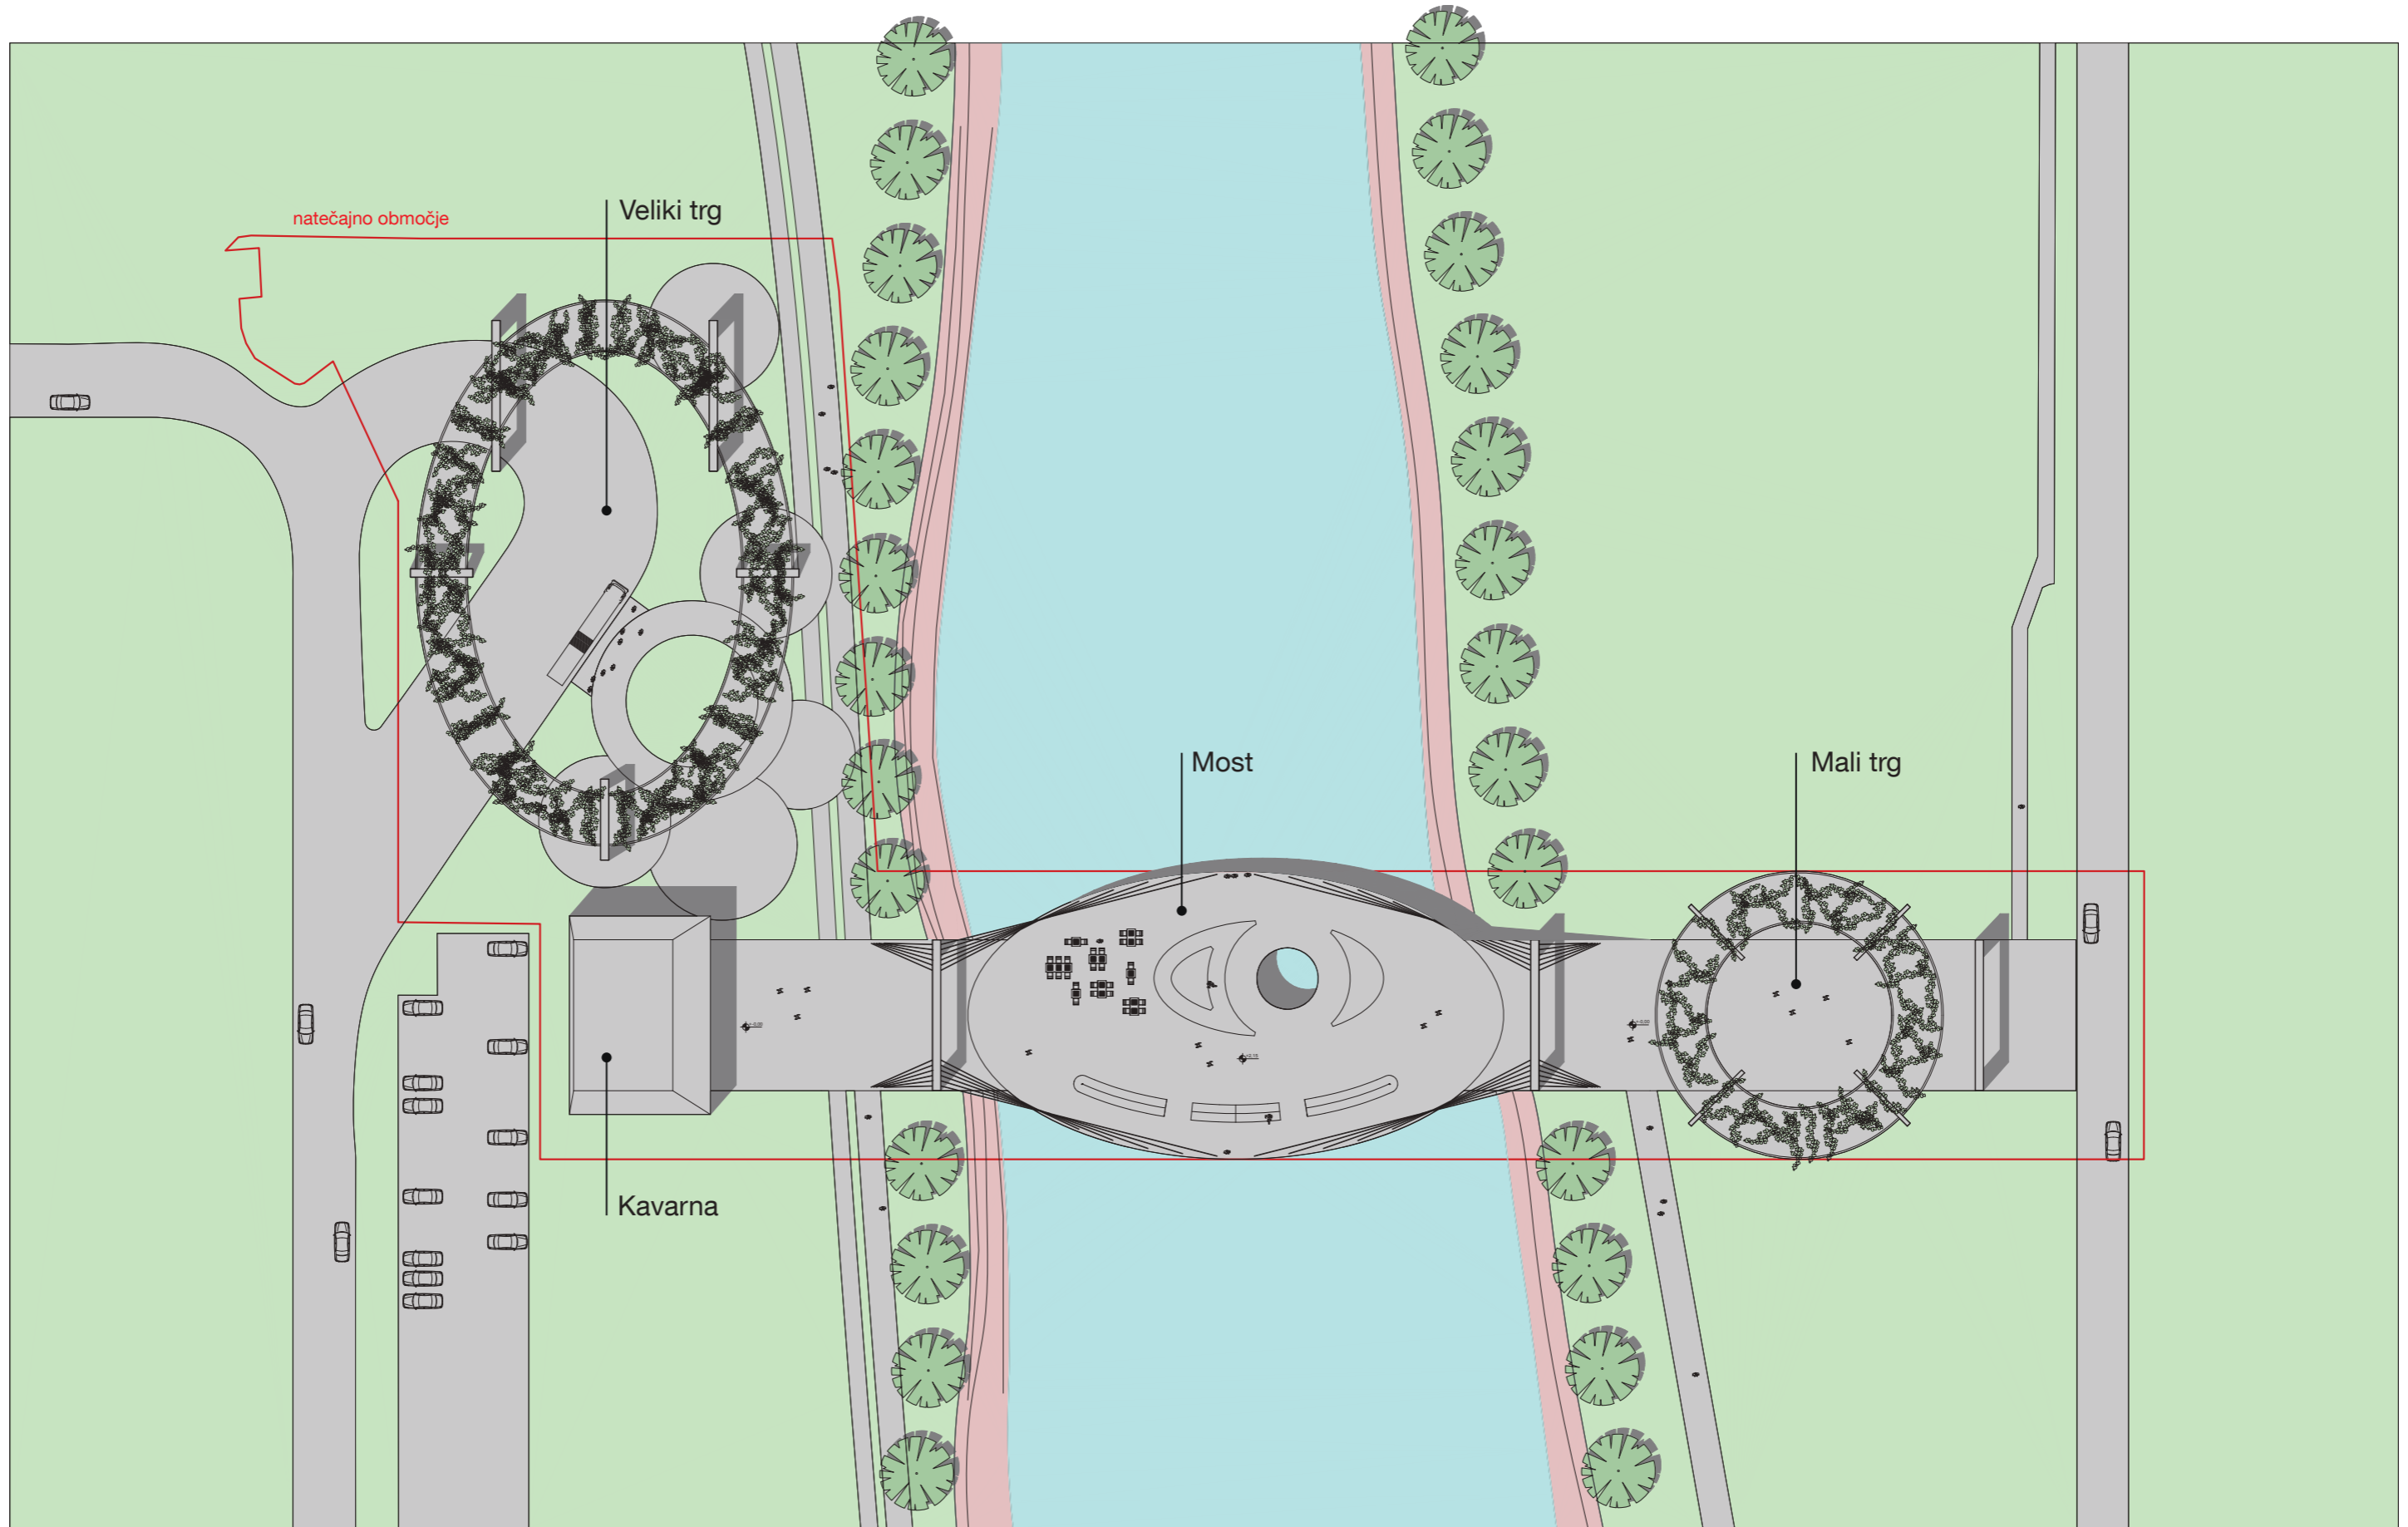 natečajno območje
Veliki trg
Most
Mali trg
Kavarna